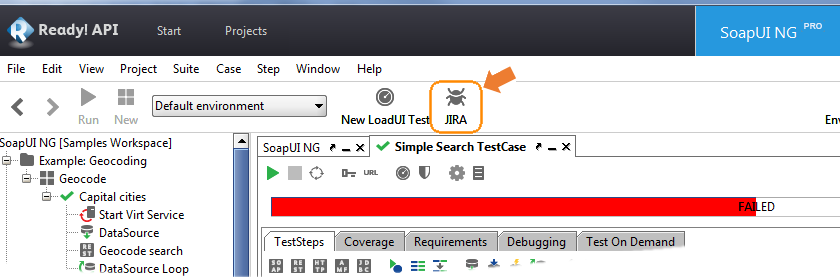 Ready! API Start Projects SoapUI NG PRO
File Edit View Project Suite Case Step Window Help
Run New Default environment New LoadUI Test JIRA Env
SoapUI NG [Samples Workspace]
Example: Geocoding
Geocode
Capital cities
Start Virt Service
DataSource
Geocode search
DataSource Loop
SoapUI NG Simple Search TestCase
URL
FAILED
TestSteps Coverage Requirements Debugging Test On Demand
SO AP RE ST HT TP A MF JD BC